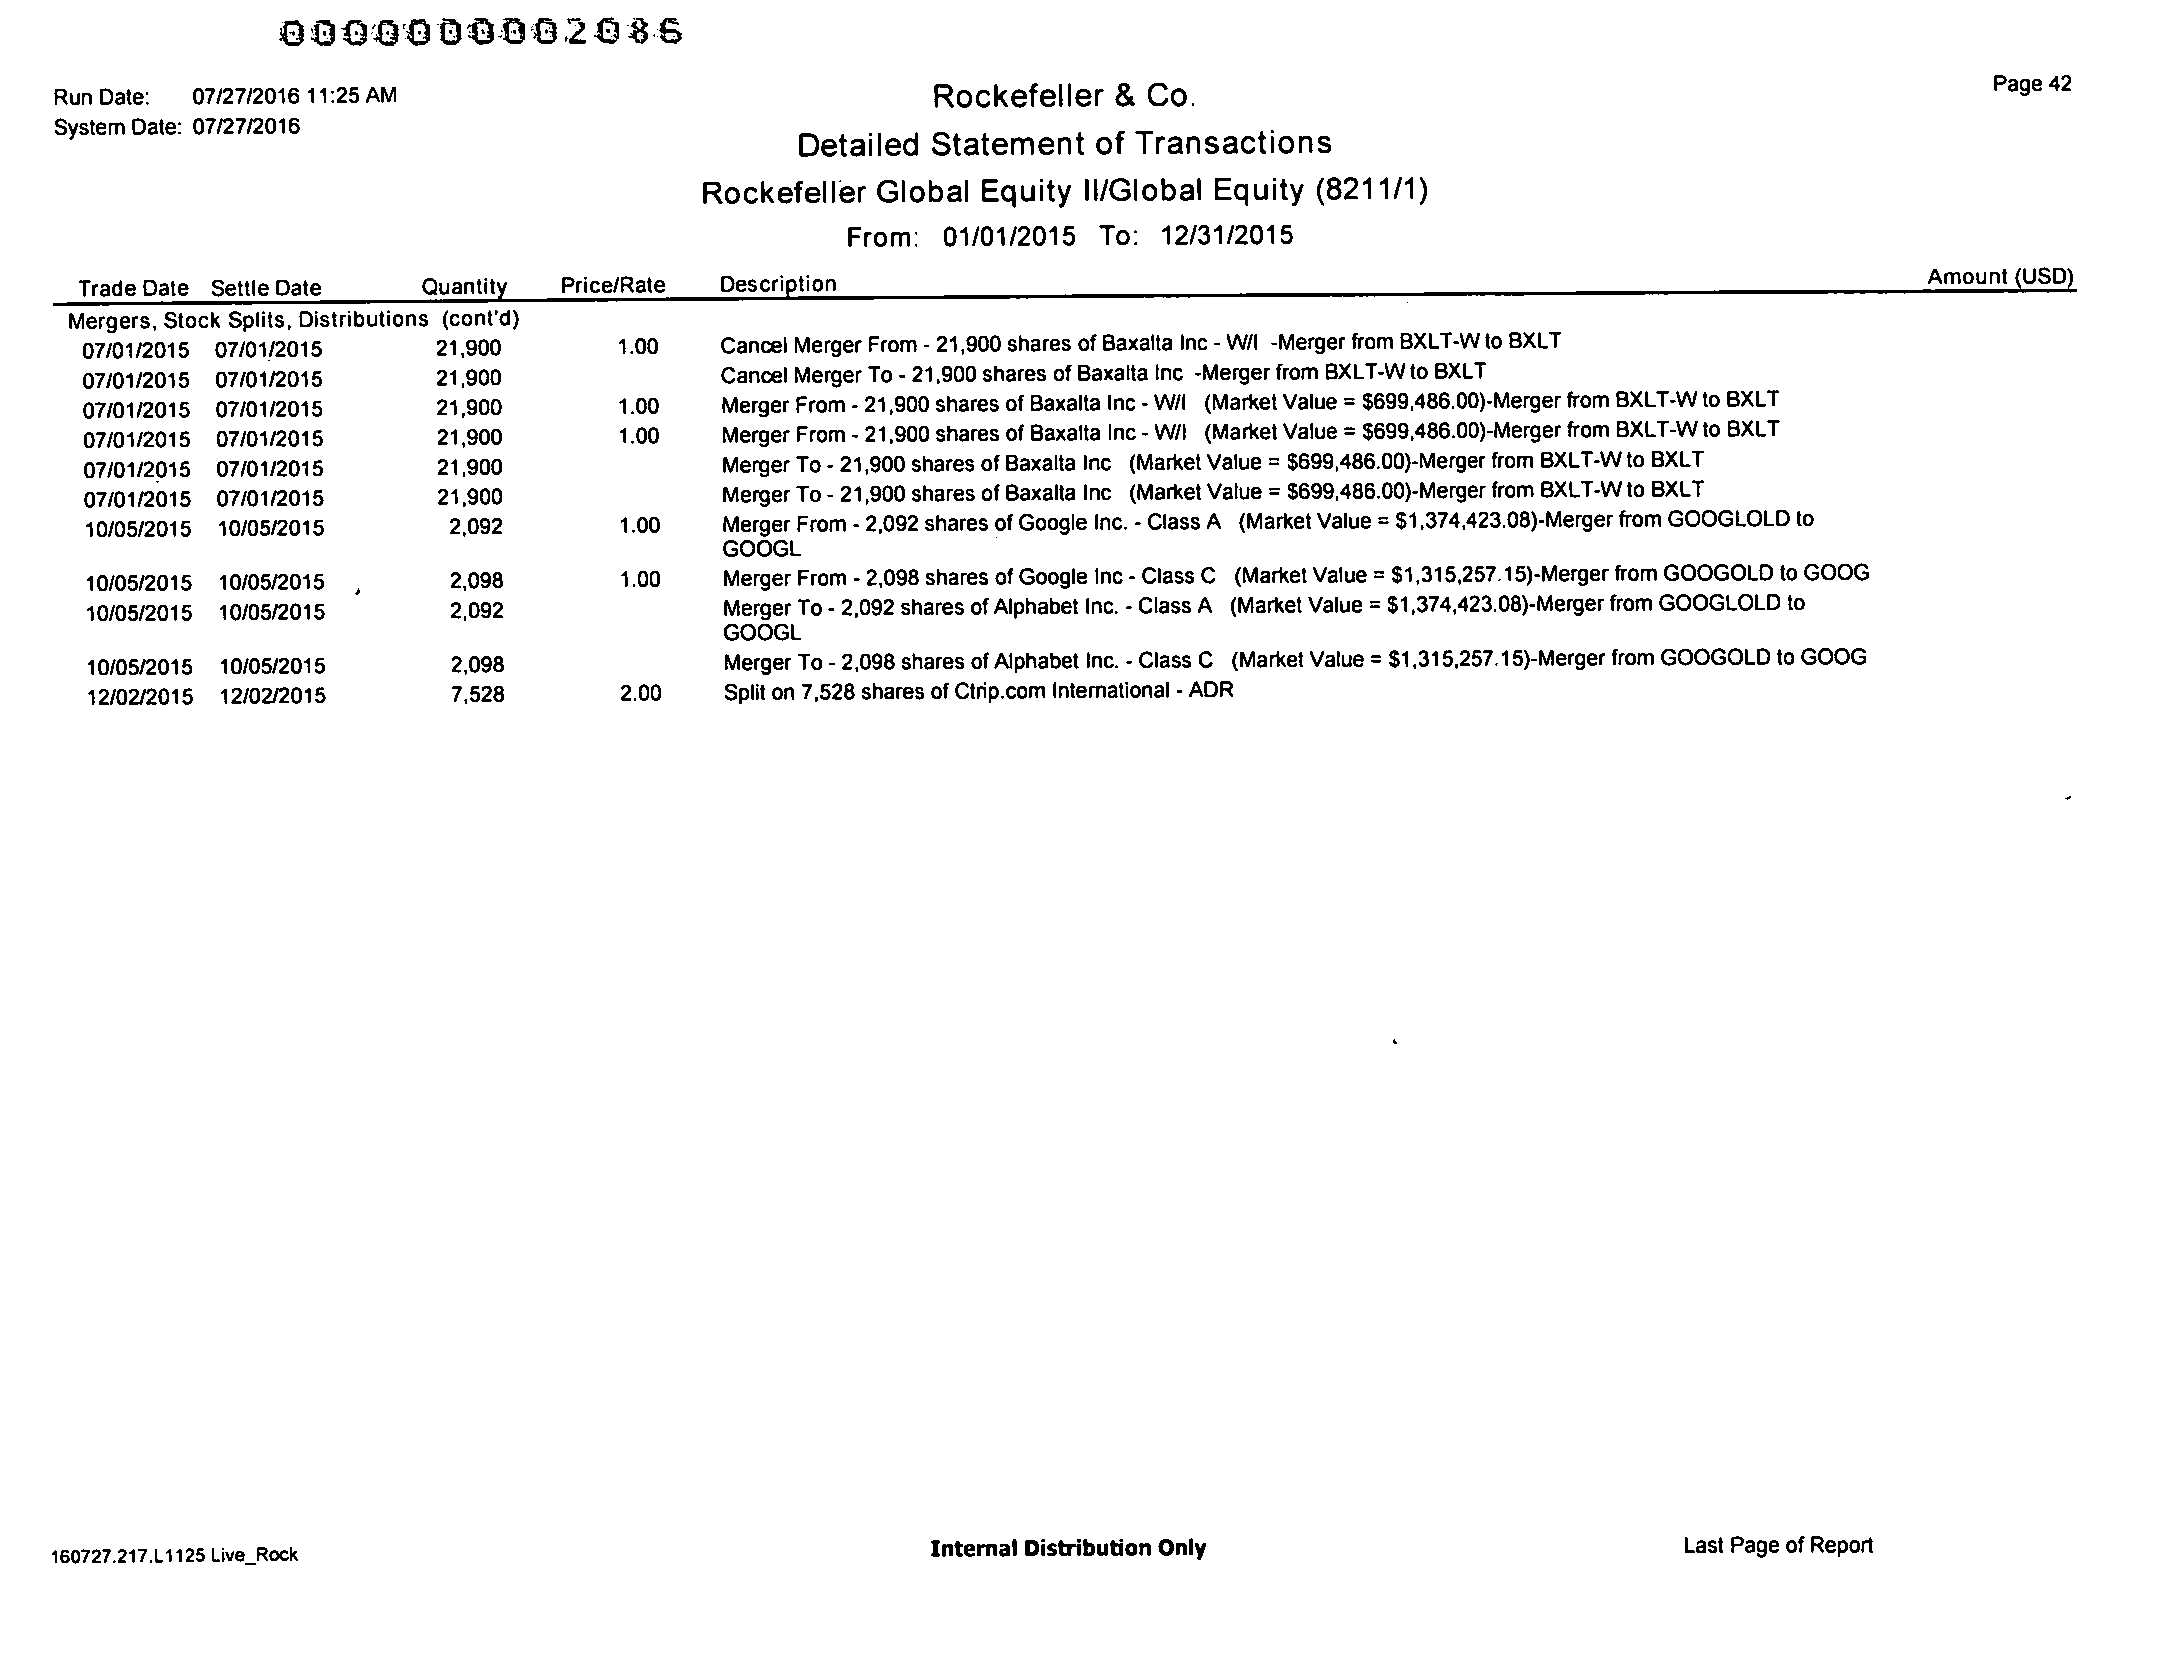 0000000002086
Run Date: 07/27/2016 11:25 AM
System Date: 07/27/2016
Rockefeller & Co.
Page 42
Detailed Statement of Transactions
Rockefeller Global Equity II/Global Equity (8211/1)
From: 01/01/2015 To: 12/31/2015
Trade Date Settle Date Quantity Price/Rate Description Amount (USD)
Mergers, Stock Splits, Distributions (cont'd)
07/01/2015 07/01/2015 21,900 1.00 Cancel Merger From - 21,900 shares of Baxalta Inc - W/I -Merger from BXLT-W to BXLT
07/01/2015 07/01/2015 21,900 Cancel Merger To - 21,900 shares of Baxalta Inc -Merger from BXLT-W to BXLT
07/01/2015 07/01/2015 21,900 1.00 Merger From - 21,900 shares of Baxalta Inc - W/I (Market Value = $699,486.00)-Merger from BXLT-W to BXLT
07/01/2015 07/01/2015 21,900 1.00 Merger From - 21,900 shares of Baxalta Inc - W/I (Market Value = $699,486.00)-Merger from BXLT-W to BXLT
07/01/2015 07/01/2015 21,900 Merger To - 21,900 shares of Baxalta Inc (Market Value = $699,486.00)-Merger from BXLT-W to BXLT
07/01/2015 07/01/2015 21,900 Merger To - 21,900 shares of Baxalta Inc (Market Value = $699,486.00)-Merger from BXLT-W to BXLT
10/05/2015 10/05/2015 2,092 1.00 Merger From - 2,092 shares of Google Inc. - Class A (Market Value = $1,374,423.08)-Merger from GOOGLOLD to
GOOGL
10/05/2015 10/05/2015 2,098 1.00 Merger From - 2,098 shares of Google Inc - Class C (Market Value = $1,315,257.15)-Merger from GOOGOLD to GOOG
10/05/2015 10/05/2015 2,092 Merger To - 2,092 shares of Alphabet Inc. - Class A (Market Value = $1,374,423.08)-Merger from GOOGLOLD to
GOOGL
10/05/2015 10/05/2015 2,098 Merger To - 2,098 shares of Alphabet Inc. - Class C (Market Value = $1,315,257.15)-Merger from GOOGOLD to GOOG
12/02/2015 12/02/2015 7,528 2.00 Split on 7,528 shares of Ctrip.com International - ADR
160727.217.L1125 Live_Rock
Internal Distribution Only
Last Page of Report